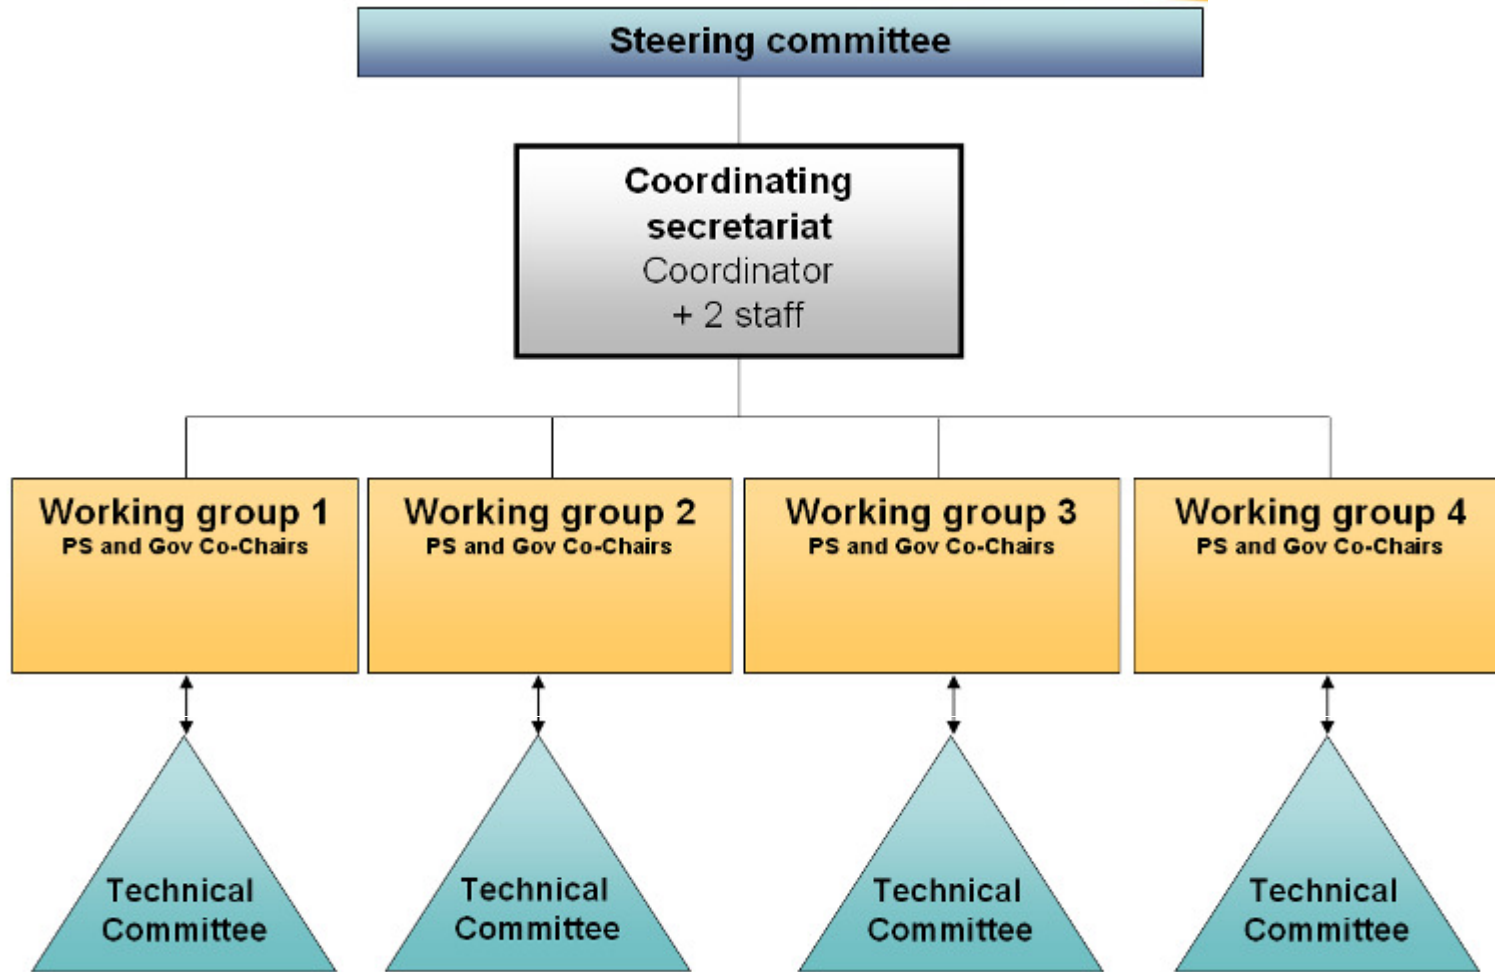 Steering committee
Coordinating
secretariat
Coordinator
+ 2 staff
Working group 1
PS and Gov Co-Chairs
Working group 2
PS and Gov Co-Chairs
Working group 3
PS and Gov Co-Chairs
Working group 4
PS and Gov Co-Chairs
Technical
Committee
Technical
Committee
Technical
Committee
Technical
Committee